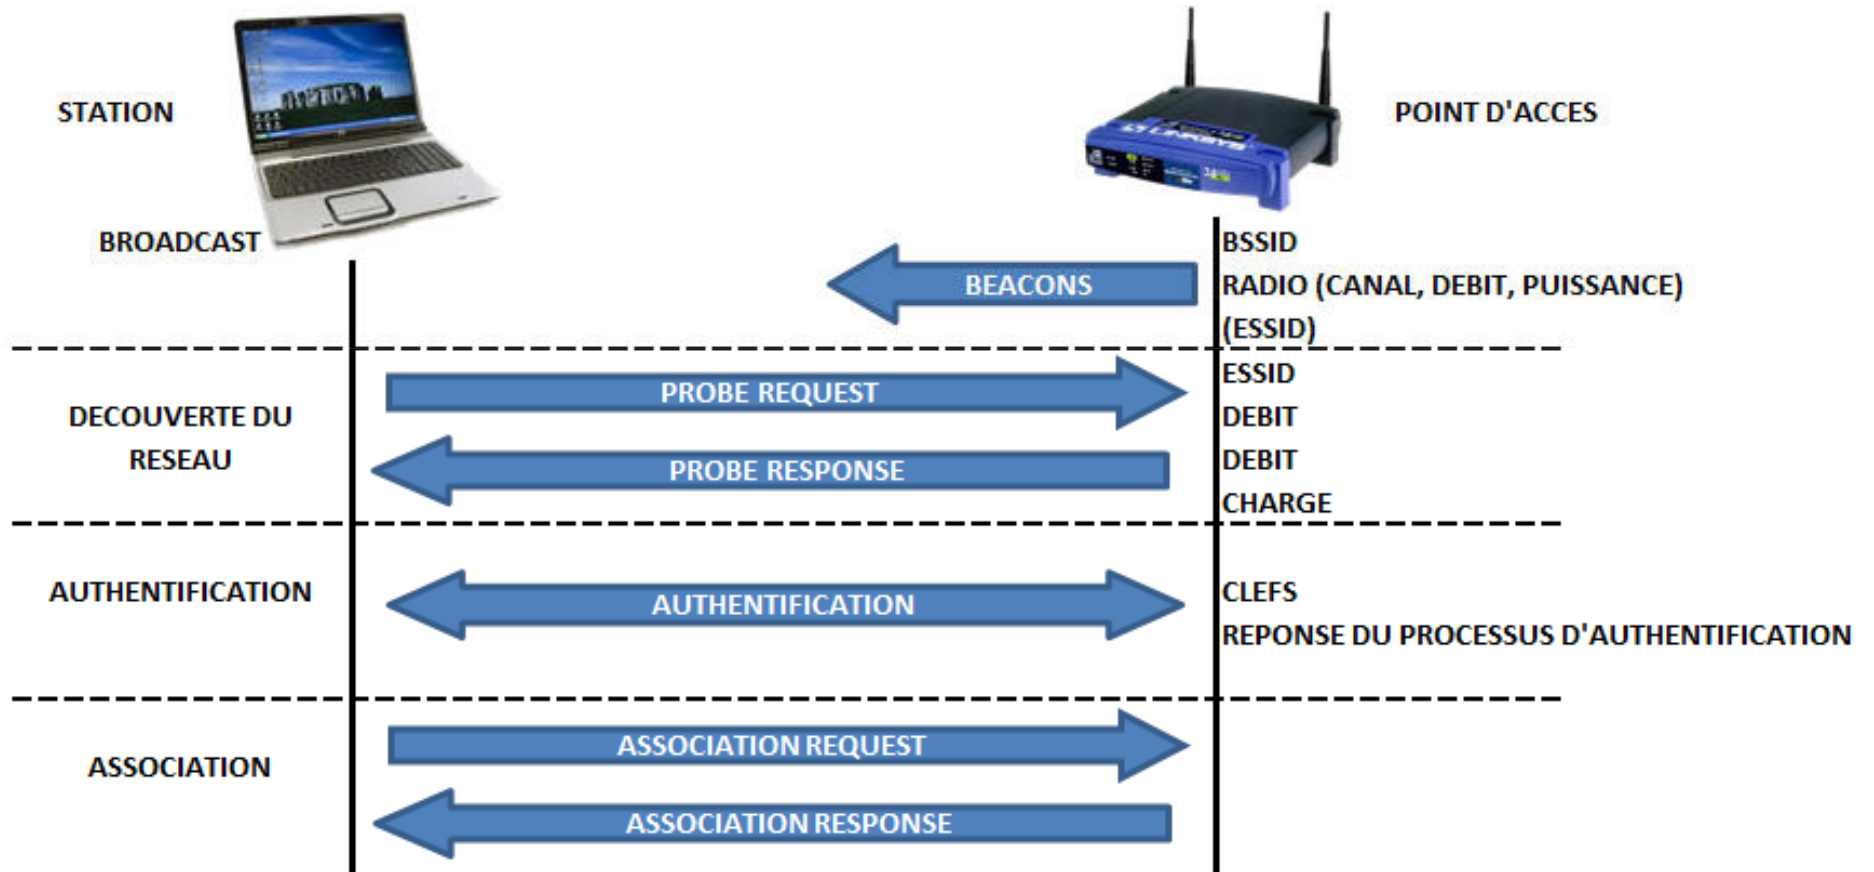 STATION
POINT D'ACCES
LINKSYS
BROADCAST
BSSID
BEACONS
RADIO (CANAL, DEBIT, PUISSANCE)
(ESSID)
DECOUVERTE DU
RESEAU
PROBE REQUEST
PROBE RESPONSE
ESSID
DEBIT
DEBIT
CHARGE
AUTHENTIFICATION
AUTHENTIFICATION
CLEFS
REPONSE DU PROCESSUS D'AUTHENTIFICATION
ASSOCIATION
ASSOCIATION REQUEST
ASSOCIATION RESPONSE